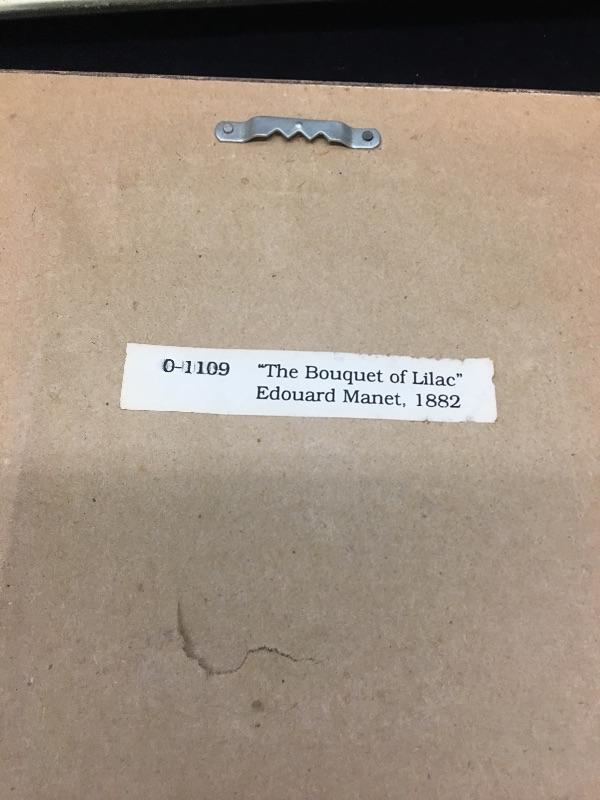 0-1109 “The Bouquet of Lilac”
Edouard Manet, 1882